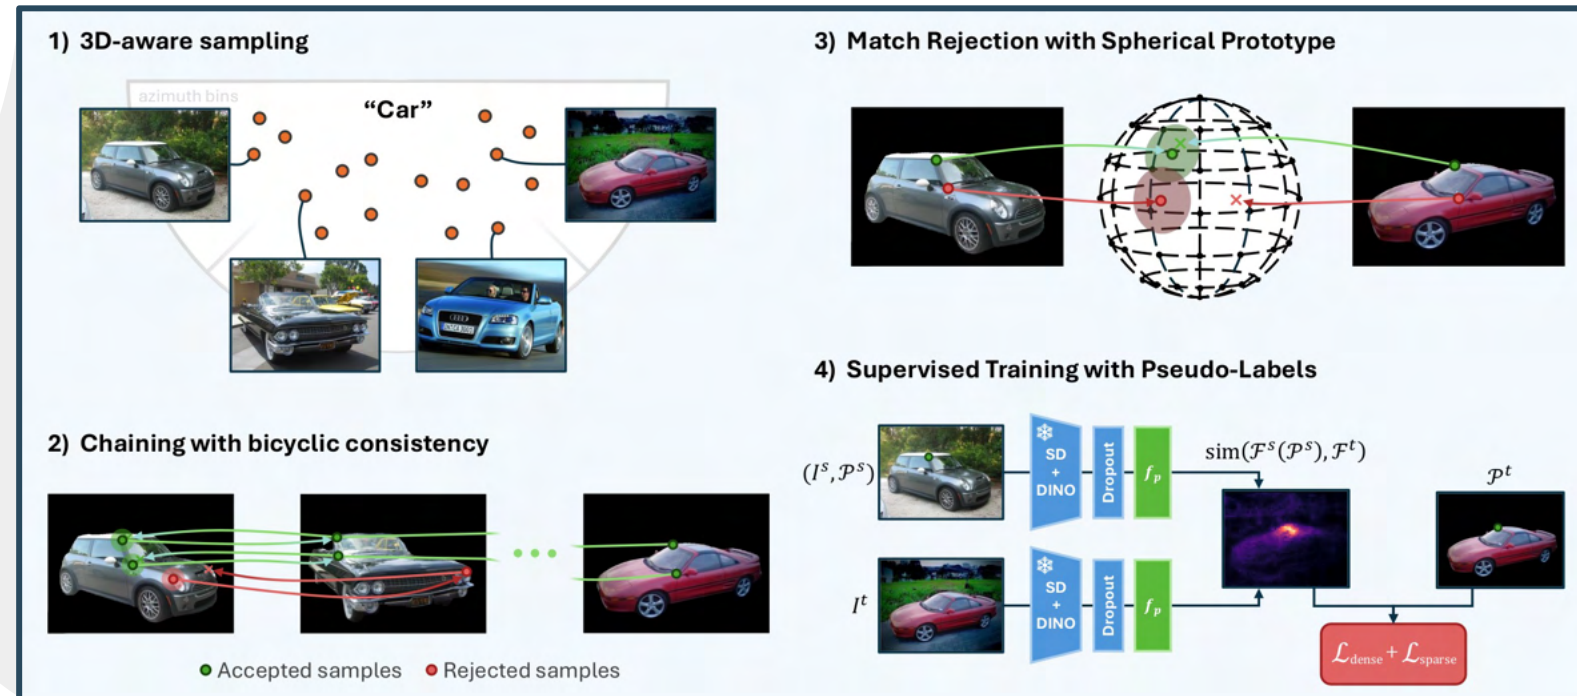 1) 3D-aware sampling
azimuth bins
“Car”
2) Chaining with bicyclic consistency
Accepted samples
Rejected samples
3) Match Rejection with Spherical Prototype
4) Supervised Training with Pseudo-Labels
(I^s, 𝒫^s)
SD
+
DINO
Dropout
f_p
sim(ℱ^s(𝒫^s), ℱ^t)
𝒫^t
I^t
SD
+
DINO
Dropout
f_p
ℒ_dense + ℒ_sparse